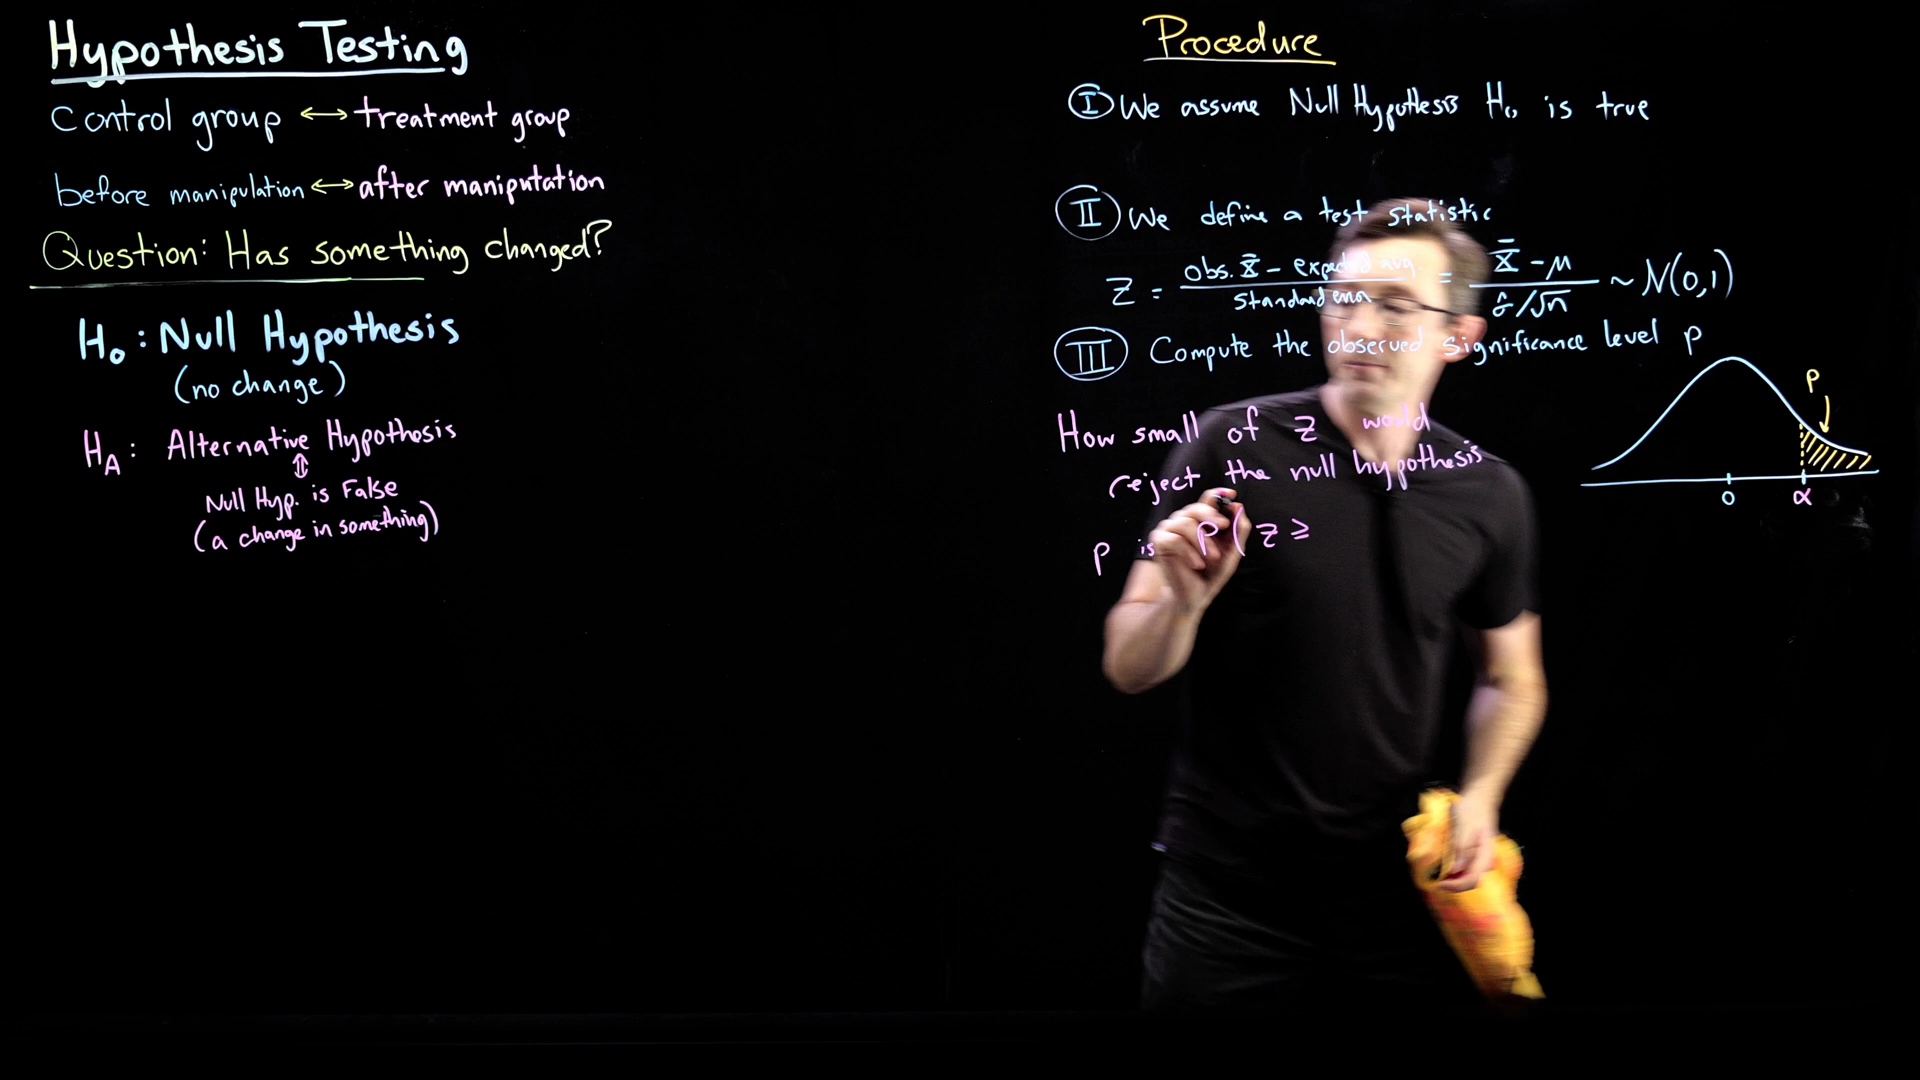 Hypothesis Testing
Control group ↔ treatment group
before manipulation ↔ after maniputation
Question: Has something changed?
H₀: Null Hypothesis
(no change)
H_A: Alternative Hypothesis
⇕
Null Hyp. is False
(a change in something)
Procedure
Ⓘ We assume Null Hypothesis H₀ is true
II We define a test statistic
Z = (obs. x̄ - expected avg.) / (standard error) = (x̄ - μ) / (σ̂/√n) ~ N(0,1)
III Compute the observed significance level p
How small of Z would
reject the null hypothesis
p is P(Z ≥
p
0 α